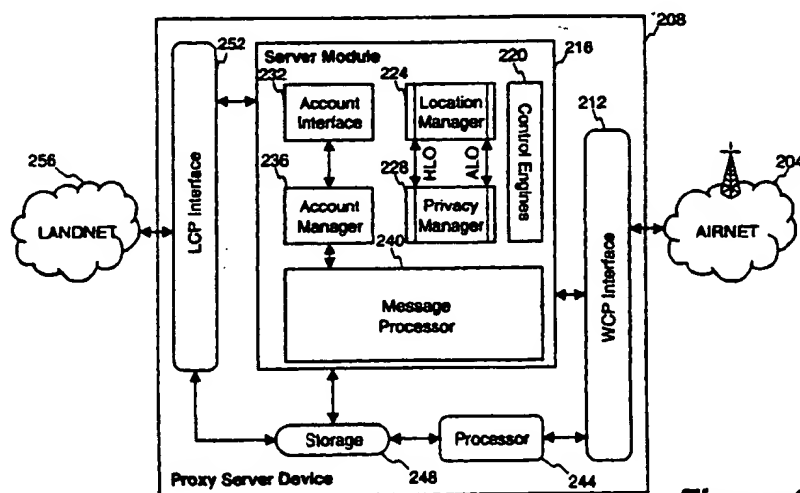 252
208
Server Module
220
216
232
224
212
Account
Interface
Location
Manager
Control Engines
256
LCP Interface
236
HLO
ALO
228
204
LANDNET
Account
Manager
Privacy
Manager
240
WCP Interface
AIRNET
Message
Processor
Storage
Processor
Proxy Server Device
248
244